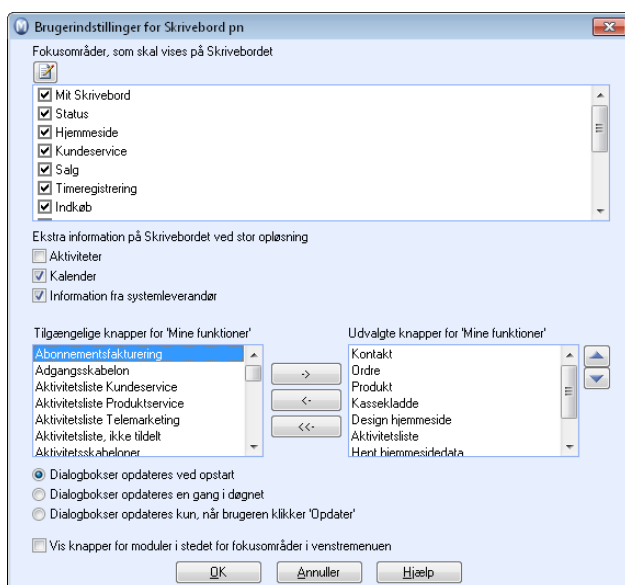 Brugerindstillinger for Skrivebord pn
Fokusområder, som skal vises på Skrivebordet
Mit Skrivebord
Status
Hjemmeside
Kundeservice
Salg
Timeregistrering
Indkøb
Ekstra information på Skrivebordet ved stor opløsning
Aktiviteter
Kalender
Information fra systemleverandør
Tilgængelige knapper for 'Mine funktioner'
Abonnementsfakturering
Adgangsskabelon
Aktivitetsliste Kundeservice
Aktivitetsliste Produktservice
Aktivitetsliste Telemarketing
Aktivitetsliste, ikke tildelt
Aktivitetsskabeloner
->
<-
<<-
Udvalgte knapper for 'Mine funktioner'
Kontakt
Ordre
Produkt
Kassekladde
Design hjemmeside
Aktivitetsliste
Hent hjemmesidedata
Dialogbokser opdateres ved opstart
Dialogbokser opdateres en gang i døgnet
Dialogbokser opdateres kun, når brugeren klikker 'Opdater'
Vis knapper for moduler i stedet for fokusområder i venstremenuen
OK
Annuller
Hjælp